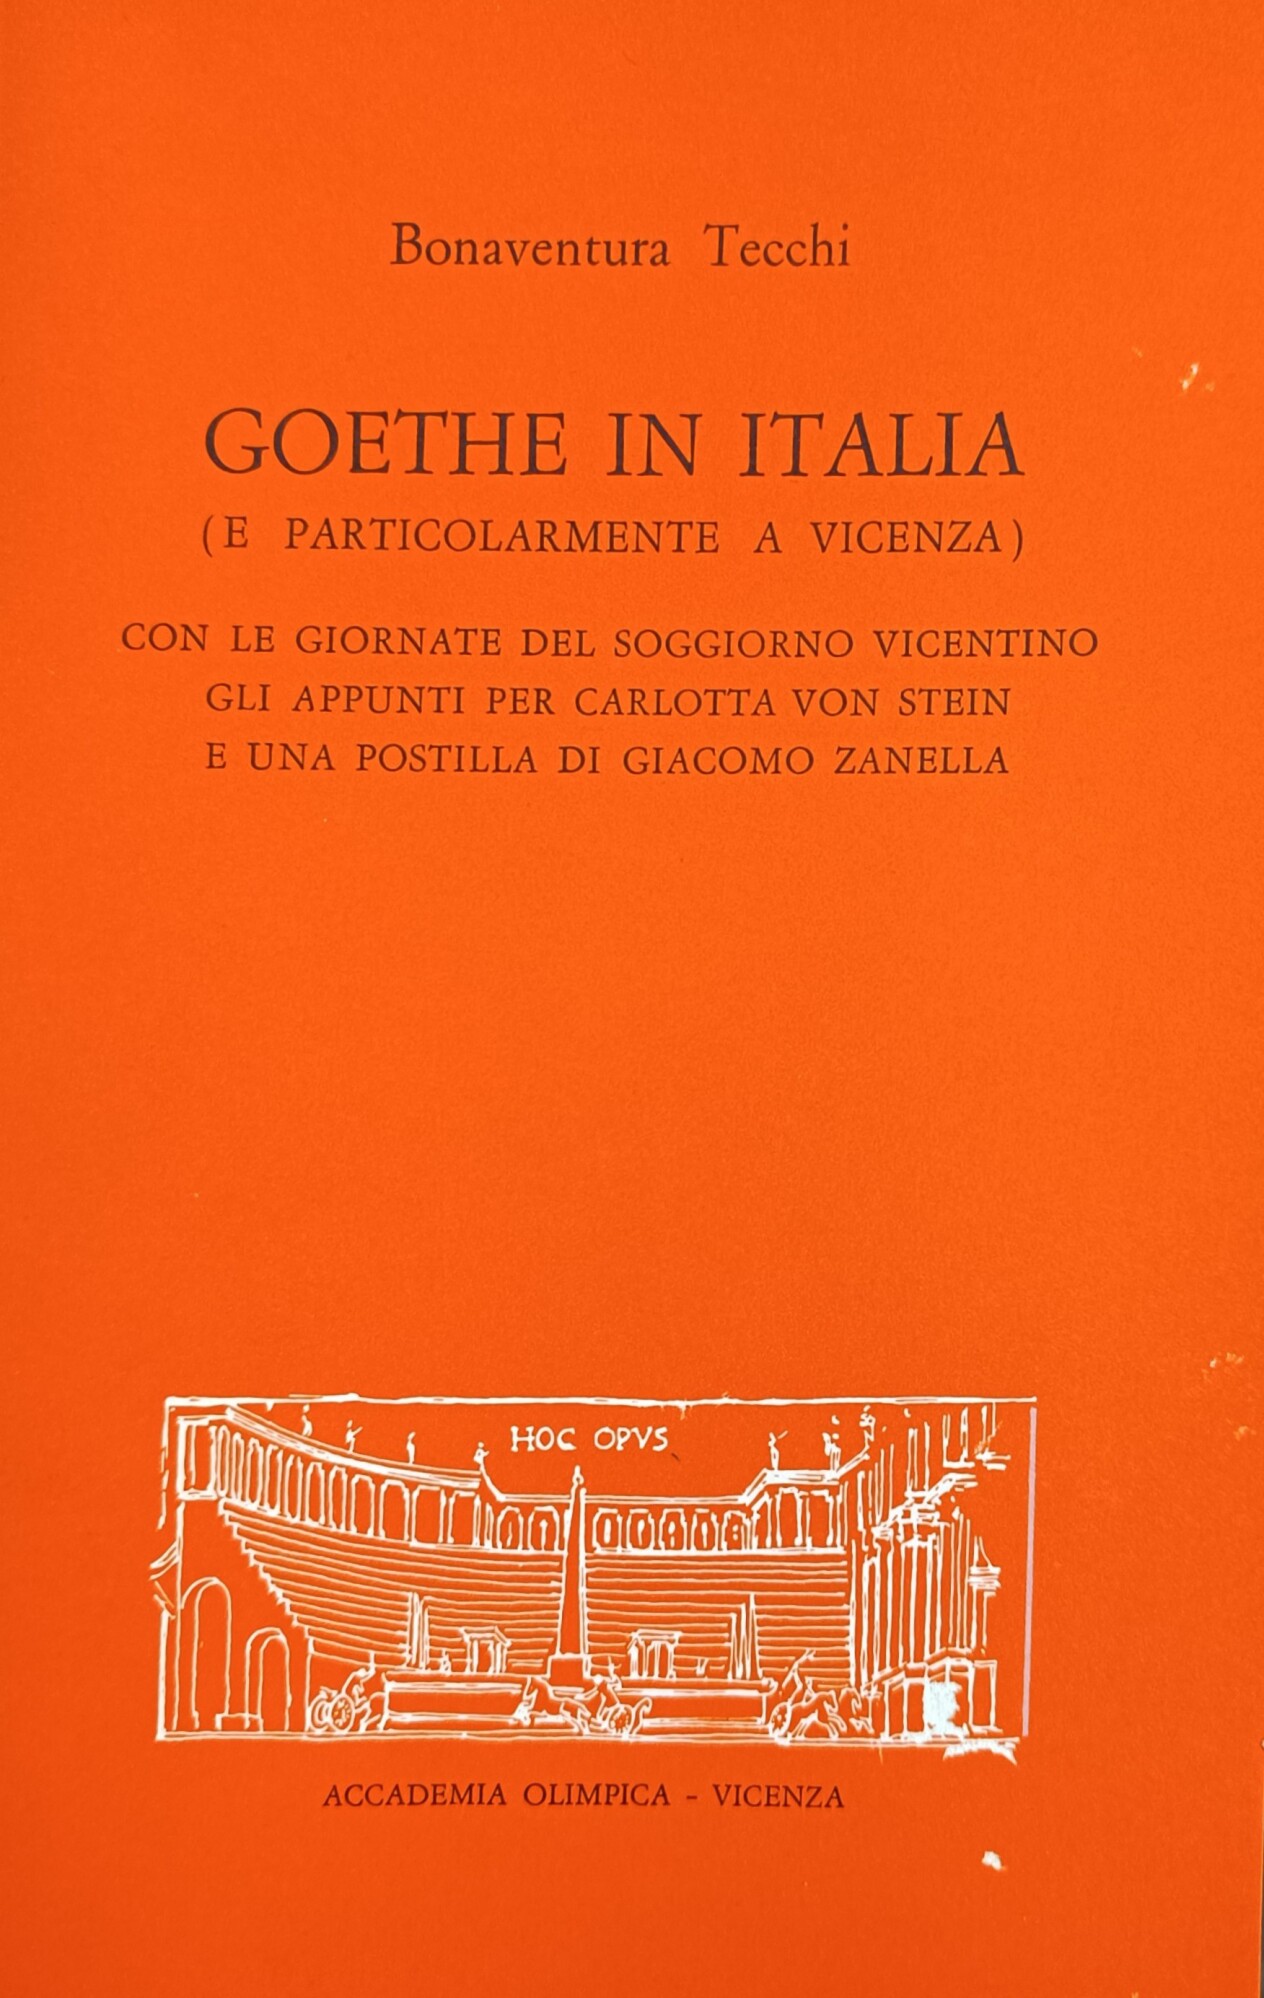 Bonaventura Tecchi
GOETHE IN ITALIA
(E PARTICOLARMENTE A VICENZA)
CON LE GIORNATE DEL SOGGIORNO VICENTINO
GLI APPUNTI PER CARLOTTA VON STEIN
E UNA POSTILLA DI GIACOMO ZANELLA
HOC OPVS
ACCADEMIA OLIMPICA - VICENZA